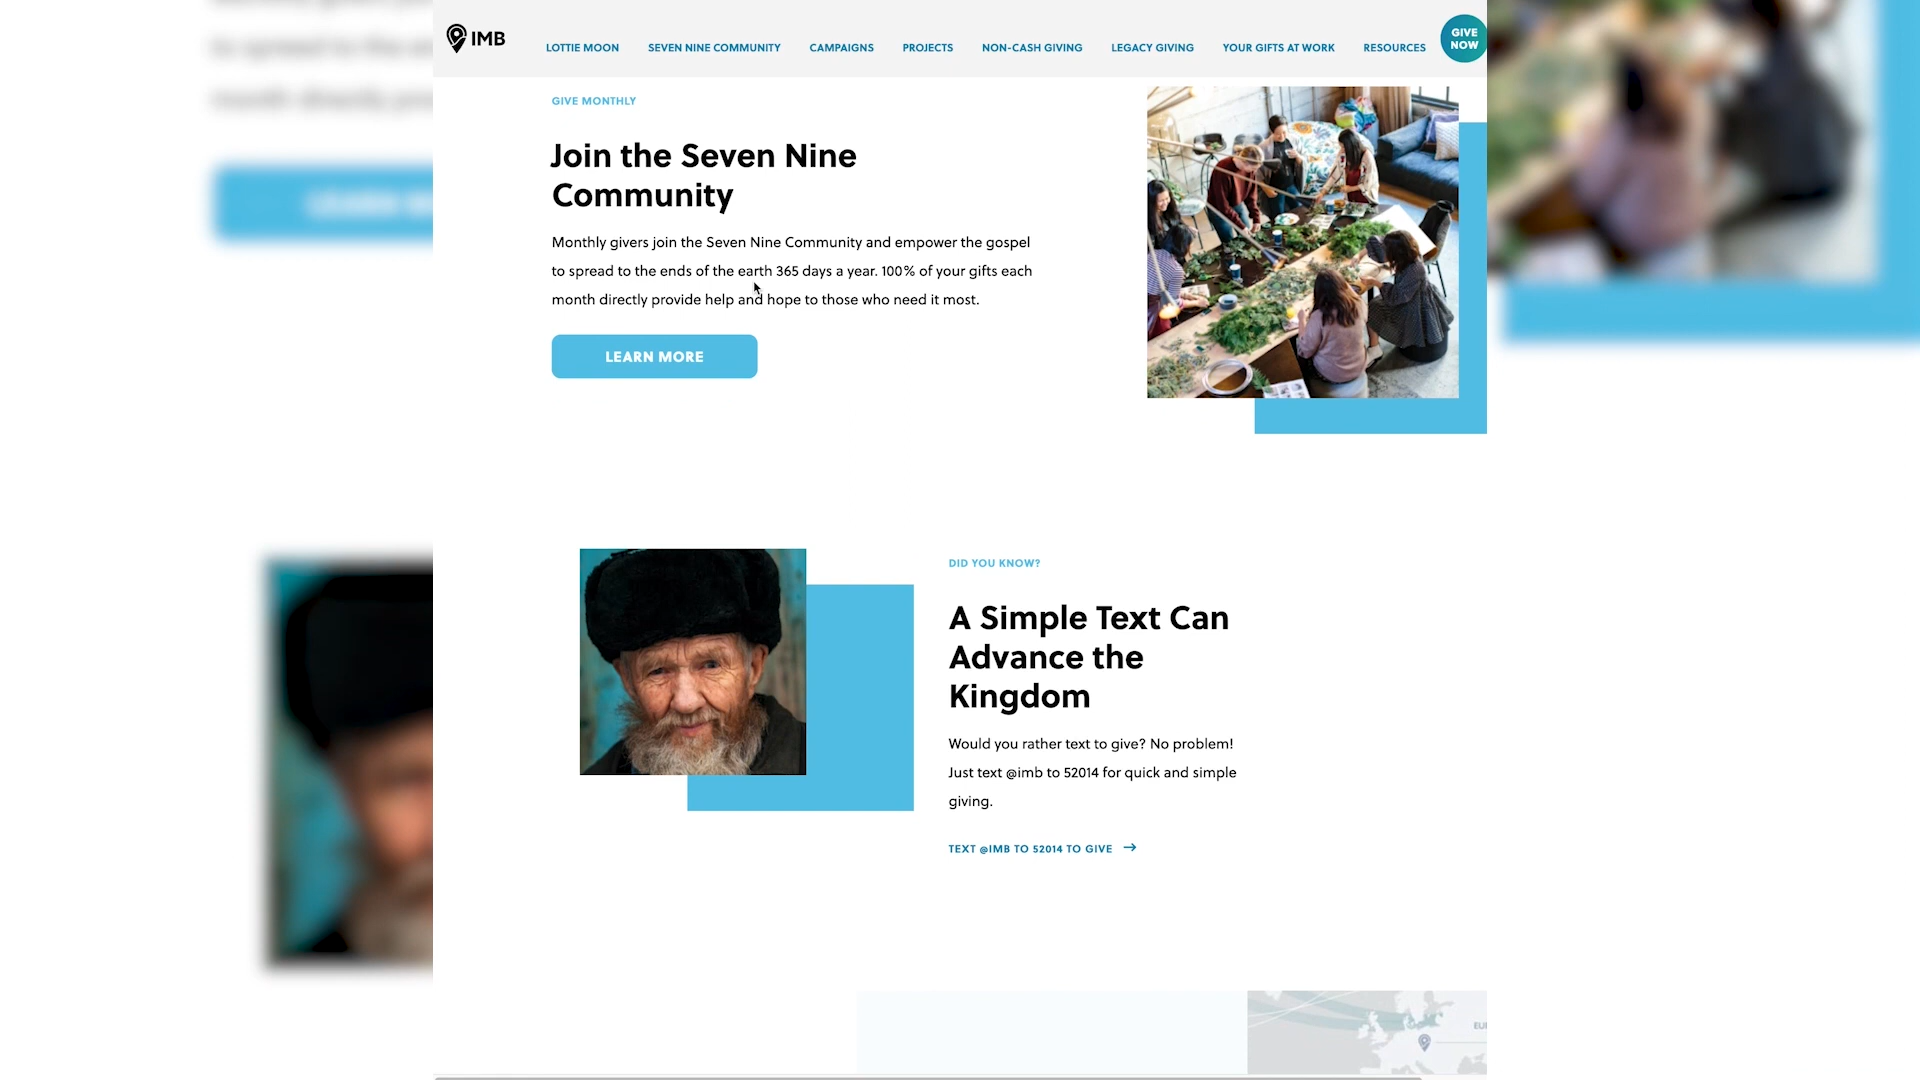 IMB
LOTTIE MOON
SEVEN NINE COMMUNITY
CAMPAIGNS
PROJECTS
NON-CASH GIVING
LEGACY GIVING
YOUR GIFTS AT WORK
RESOURCES
GIVE
NOW
GIVE MONTHLY
Join the Seven Nine
Community
Monthly givers join the Seven Nine Community and empower the gospel
to spread to the ends of the earth 365 days a year. 100% of your gifts each
month directly provide help and hope to those who need it most.
LEARN MORE
DID YOU KNOW?
A Simple Text Can
Advance the
Kingdom
Would you rather text to give? No problem!
Just text @imb to 52014 for quick and simple
giving.
TEXT @IMB TO 52014 TO GIVE →